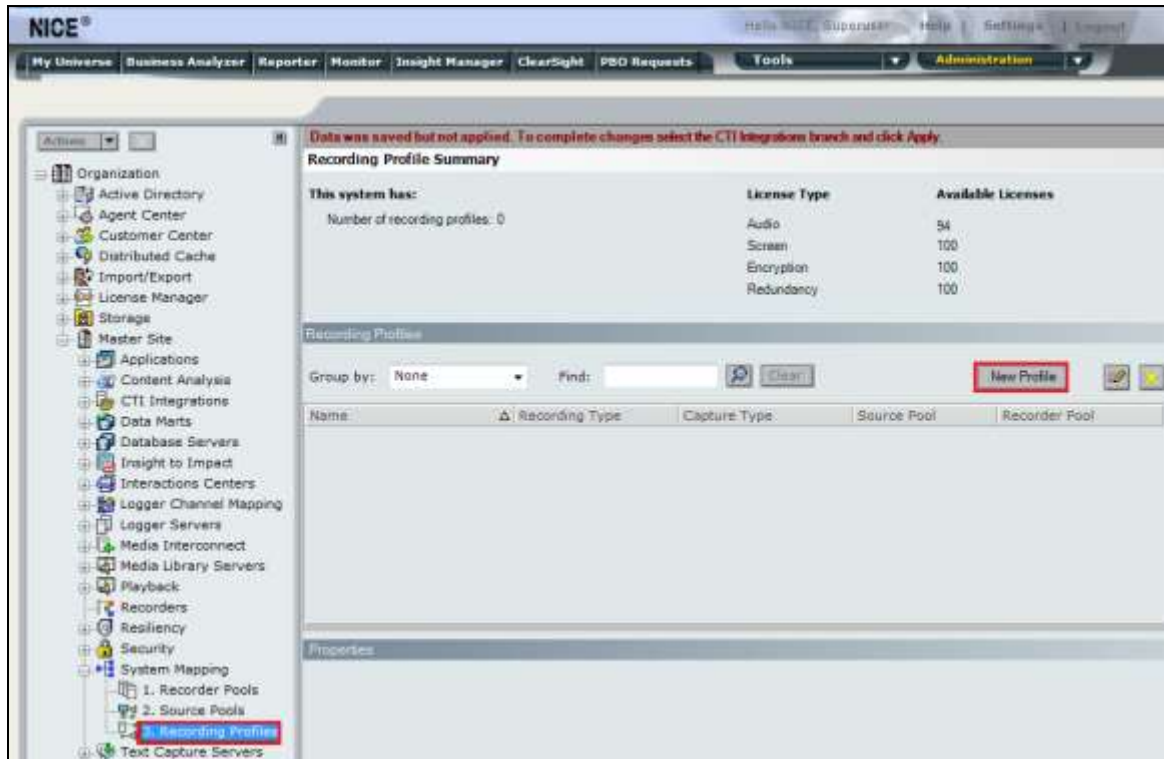 NICE®
Hello NICE, Superuser Help | Settings | Logout
My Universe Business Analyzer Reporter Monitor Insight Manager ClearSight PBO Requests Tools Administration
Actions
Data was saved but not applied. To complete changes select the CTI Integrations branch and click Apply.
Recording Profile Summary
Organization
Active Directory
Agent Center
Customer Center
Distributed Cache
Import/Export
License Manager
Storage
Master Site
Applications
Content Analysis
CTI Integrations
Data Marts
Database Servers
Insight to Impact
Interactions Centers
Logger Channel Mapping
Logger Servers
Media Interconnect
Media Library Servers
Playback
Recorders
Resiliency
Security
System Mapping
1. Recorder Pools
2. Source Pools
3. Recording Profiles
Text Capture Servers
This system has: License Type Available Licenses
Number of recording profiles: 0
Audio 94
Screen 100
Encryption 100
Redundancy 100
Recording Profiles
Group by: None Find: Clear New Profile
Name Recording Type Capture Type Source Pool Recorder Pool
Properties